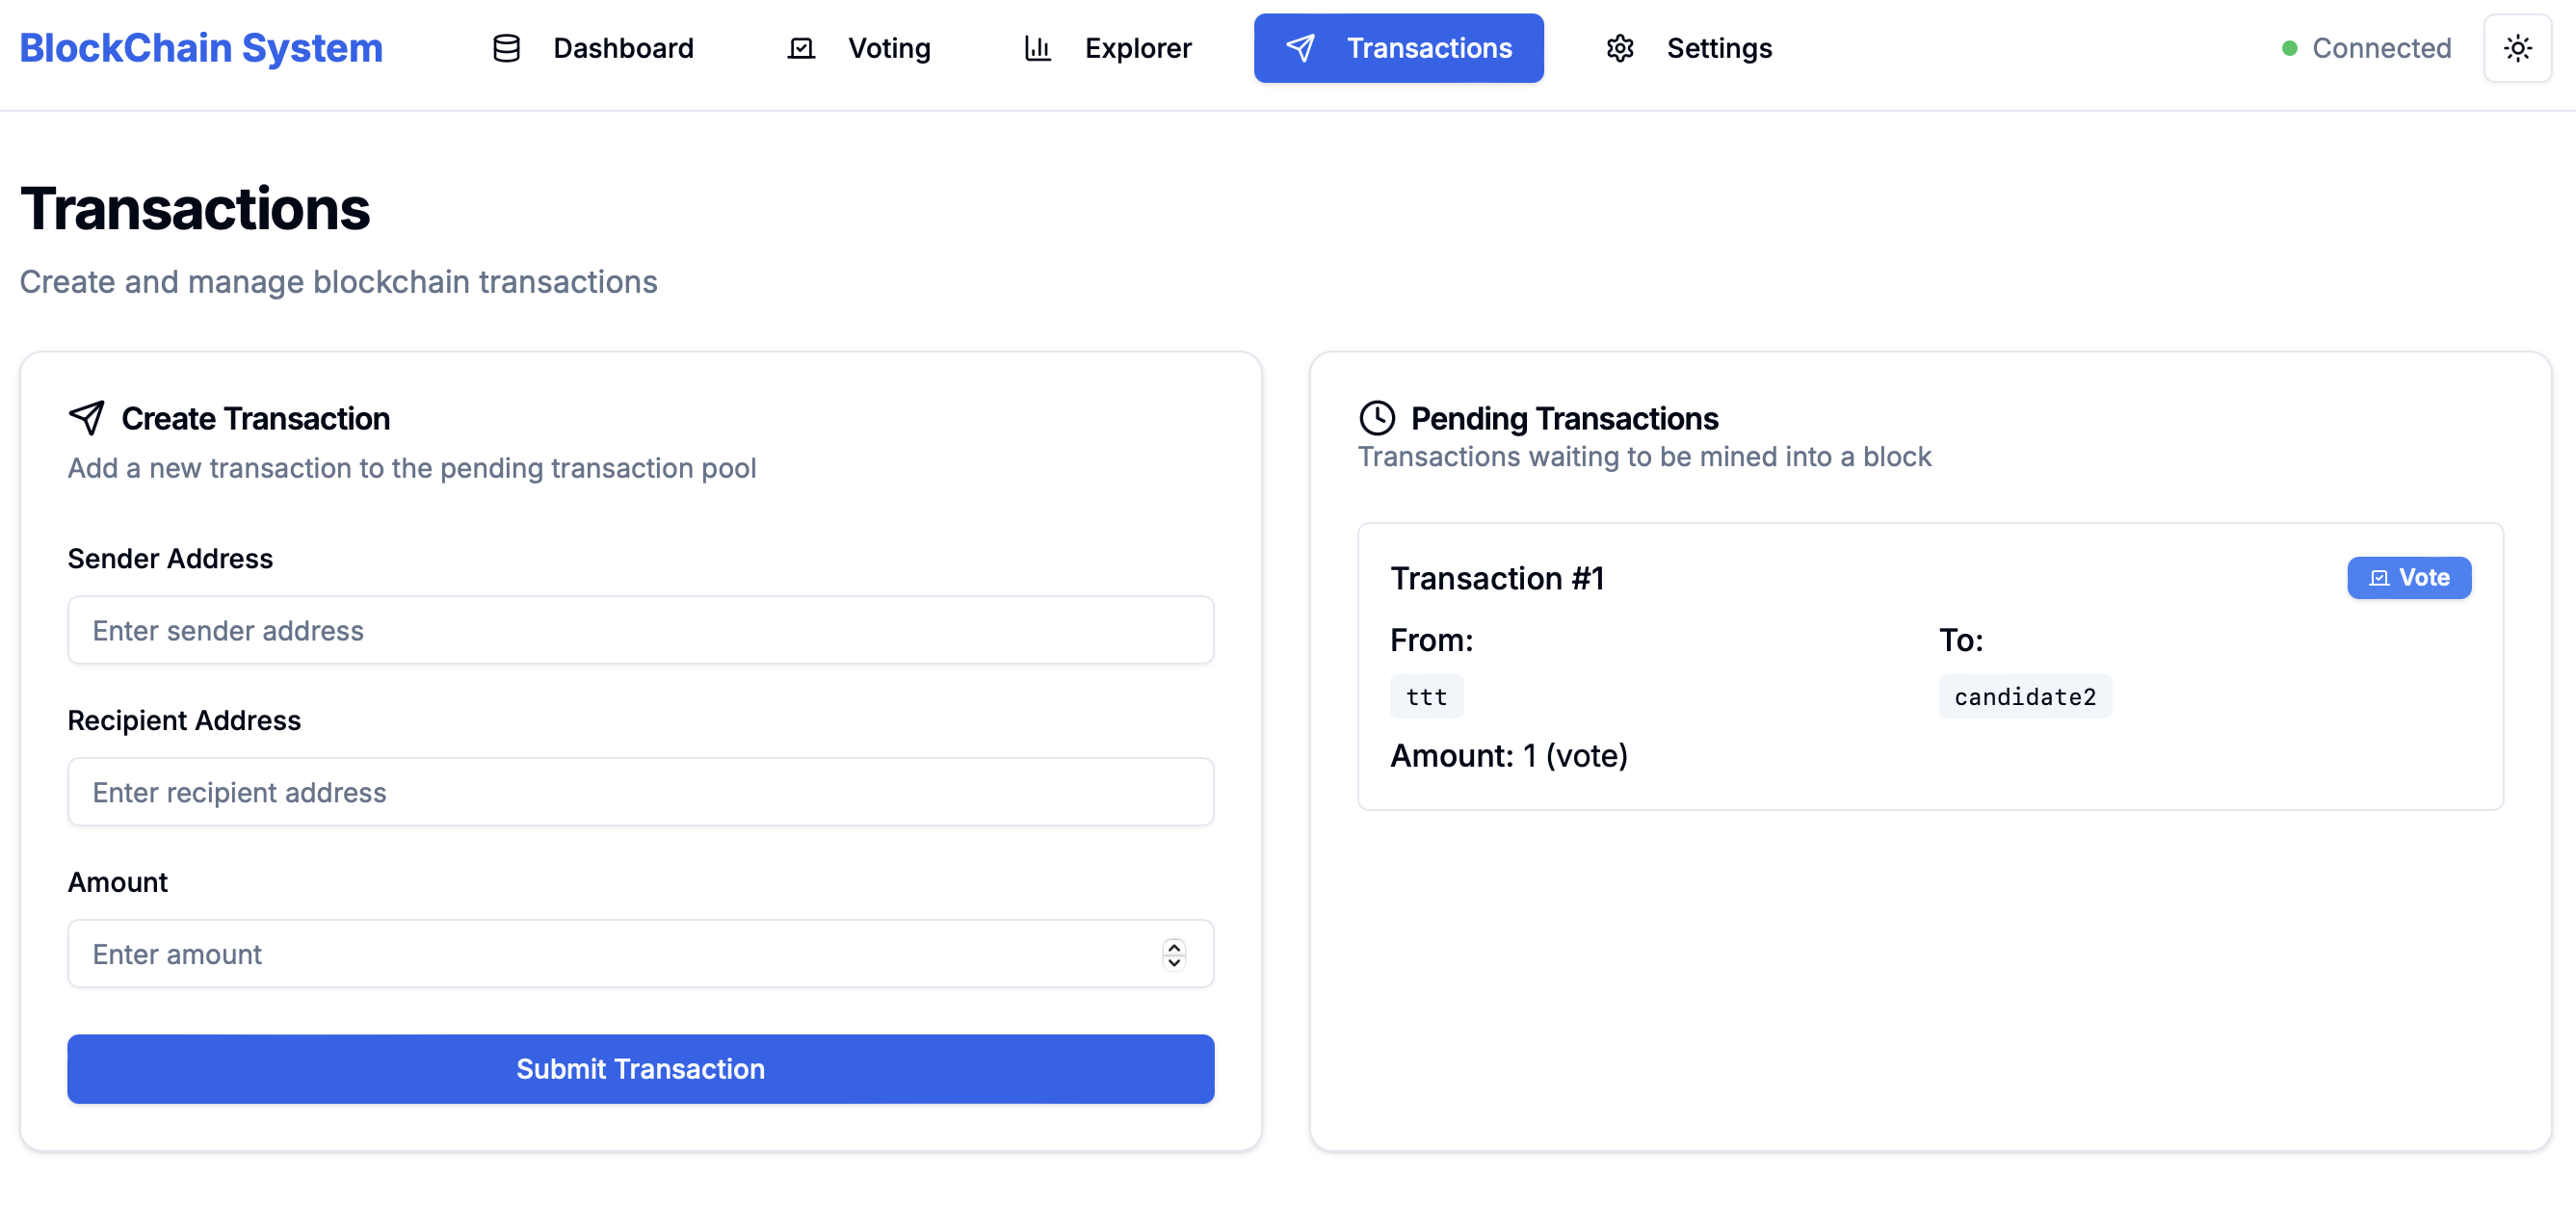 BlockChain System
Dashboard
Voting
Explorer
Transactions
Settings
Connected
Transactions
Create and manage blockchain transactions
Create Transaction
Add a new transaction to the pending transaction pool
Sender Address
Enter sender address
Recipient Address
Enter recipient address
Amount
Enter amount
Submit Transaction
Pending Transactions
Transactions waiting to be mined into a block
Transaction #1
Vote
From:
To:
ttt
candidate2
Amount: 1 (vote)